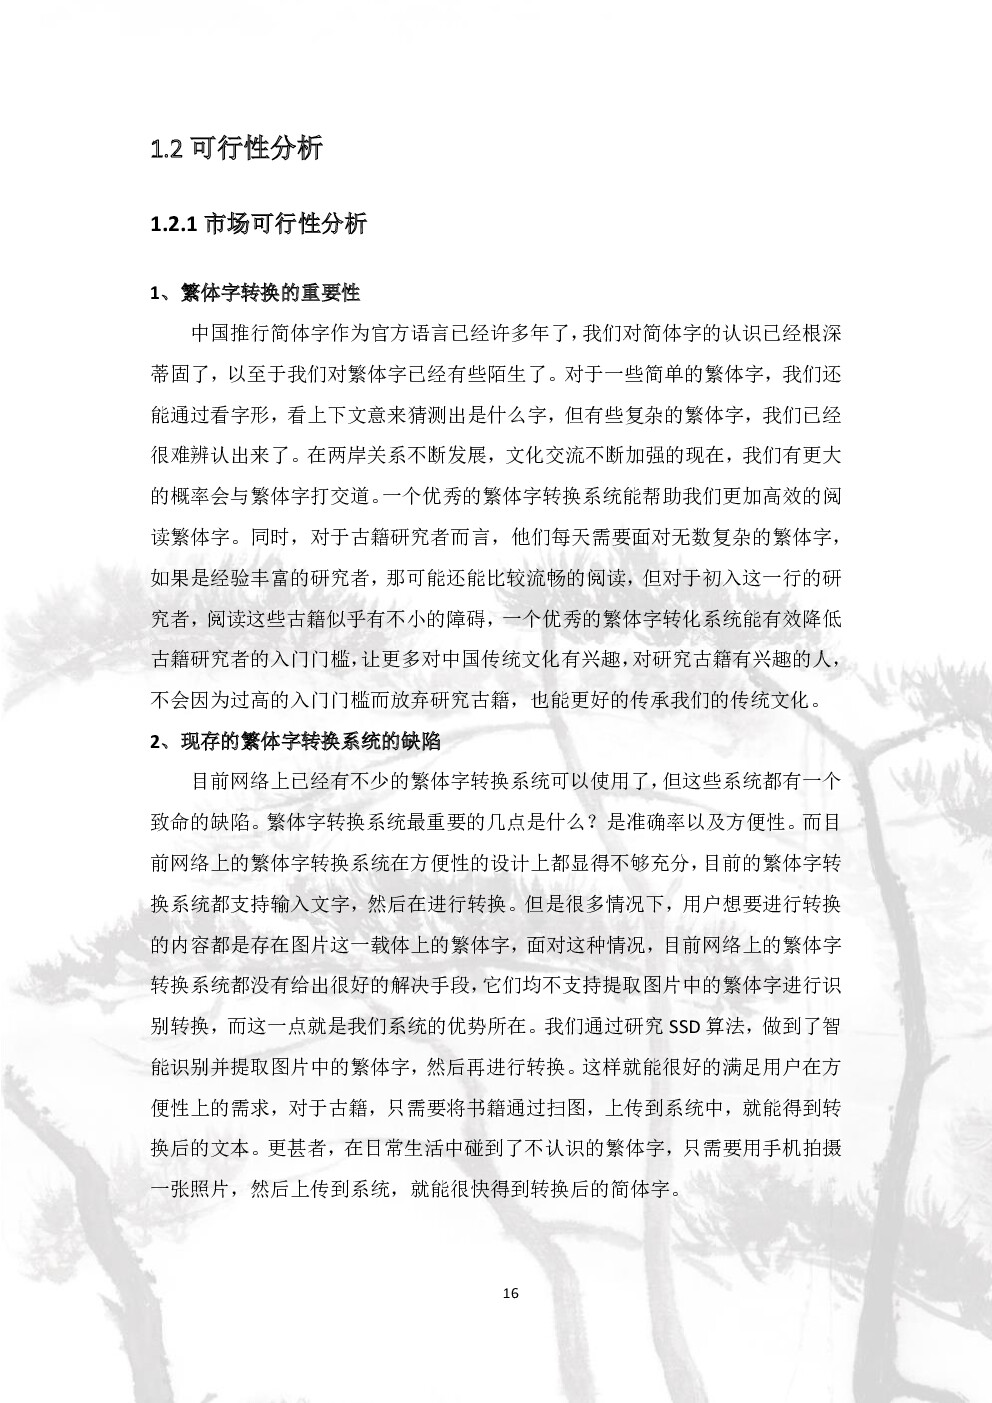 1.2 可行性分析
1.2.1 市场可行性分析
1、繁体字转换的重要性
中国推行简体字作为官方语言已经许多年了，我们对简体字的认识已经根深
蒂固了，以至于我们对繁体字已经有些陌生了。对于一些简单的繁体字，我们还
能通过看字形，看上下文意来猜测出是什么字，但有些复杂的繁体字，我们已经
很难辨认出来了。在两岸关系不断发展，文化交流不断加强的现在，我们有更大
的概率会与繁体字打交道。一个优秀的繁体字转换系统能帮助我们更加高效的阅
读繁体字。同时，对于古籍研究者而言，他们每天需要面对无数复杂的繁体字，
如果是经验丰富的研究者，那可能还能比较流畅的阅读，但对于初入这一行的研
究者，阅读这些古籍似乎有不小的障碍，一个优秀的繁体字转化系统能有效降低
古籍研究者的入门门槛，让更多对中国传统文化有兴趣，对研究古籍有兴趣的人，
不会因为过高的入门门槛而放弃研究古籍，也能更好的传承我们的传统文化。
2、现存的繁体字转换系统的缺陷
目前网络上已经有不少的繁体字转换系统可以使用了，但这些系统都有一个
致命的缺陷。繁体字转换系统最重要的几点是什么？是准确率以及方便性。而目
前网络上的繁体字转换系统在方便性的设计上都显得不够充分，目前的繁体字转
换系统都支持输入文字，然后在进行转换。但是很多情况下，用户想要进行转换
的内容都是存在图片这一载体上的繁体字，面对这种情况，目前网络上的繁体字
转换系统都没有给出很好的解决手段，它们均不支持提取图片中的繁体字进行识
别转换，而这一点就是我们系统的优势所在。我们通过研究 SSD 算法，做到了智
能识别并提取图片中的繁体字，然后再进行转换。这样就能很好的满足用户在方
便性上的需求，对于古籍，只需要将书籍通过扫图，上传到系统中，就能得到转
换后的文本。更甚者，在日常生活中碰到了不认识的繁体字，只需要用手机拍摄
一张照片，然后上传到系统，就能很快得到转换后的简体字。
16